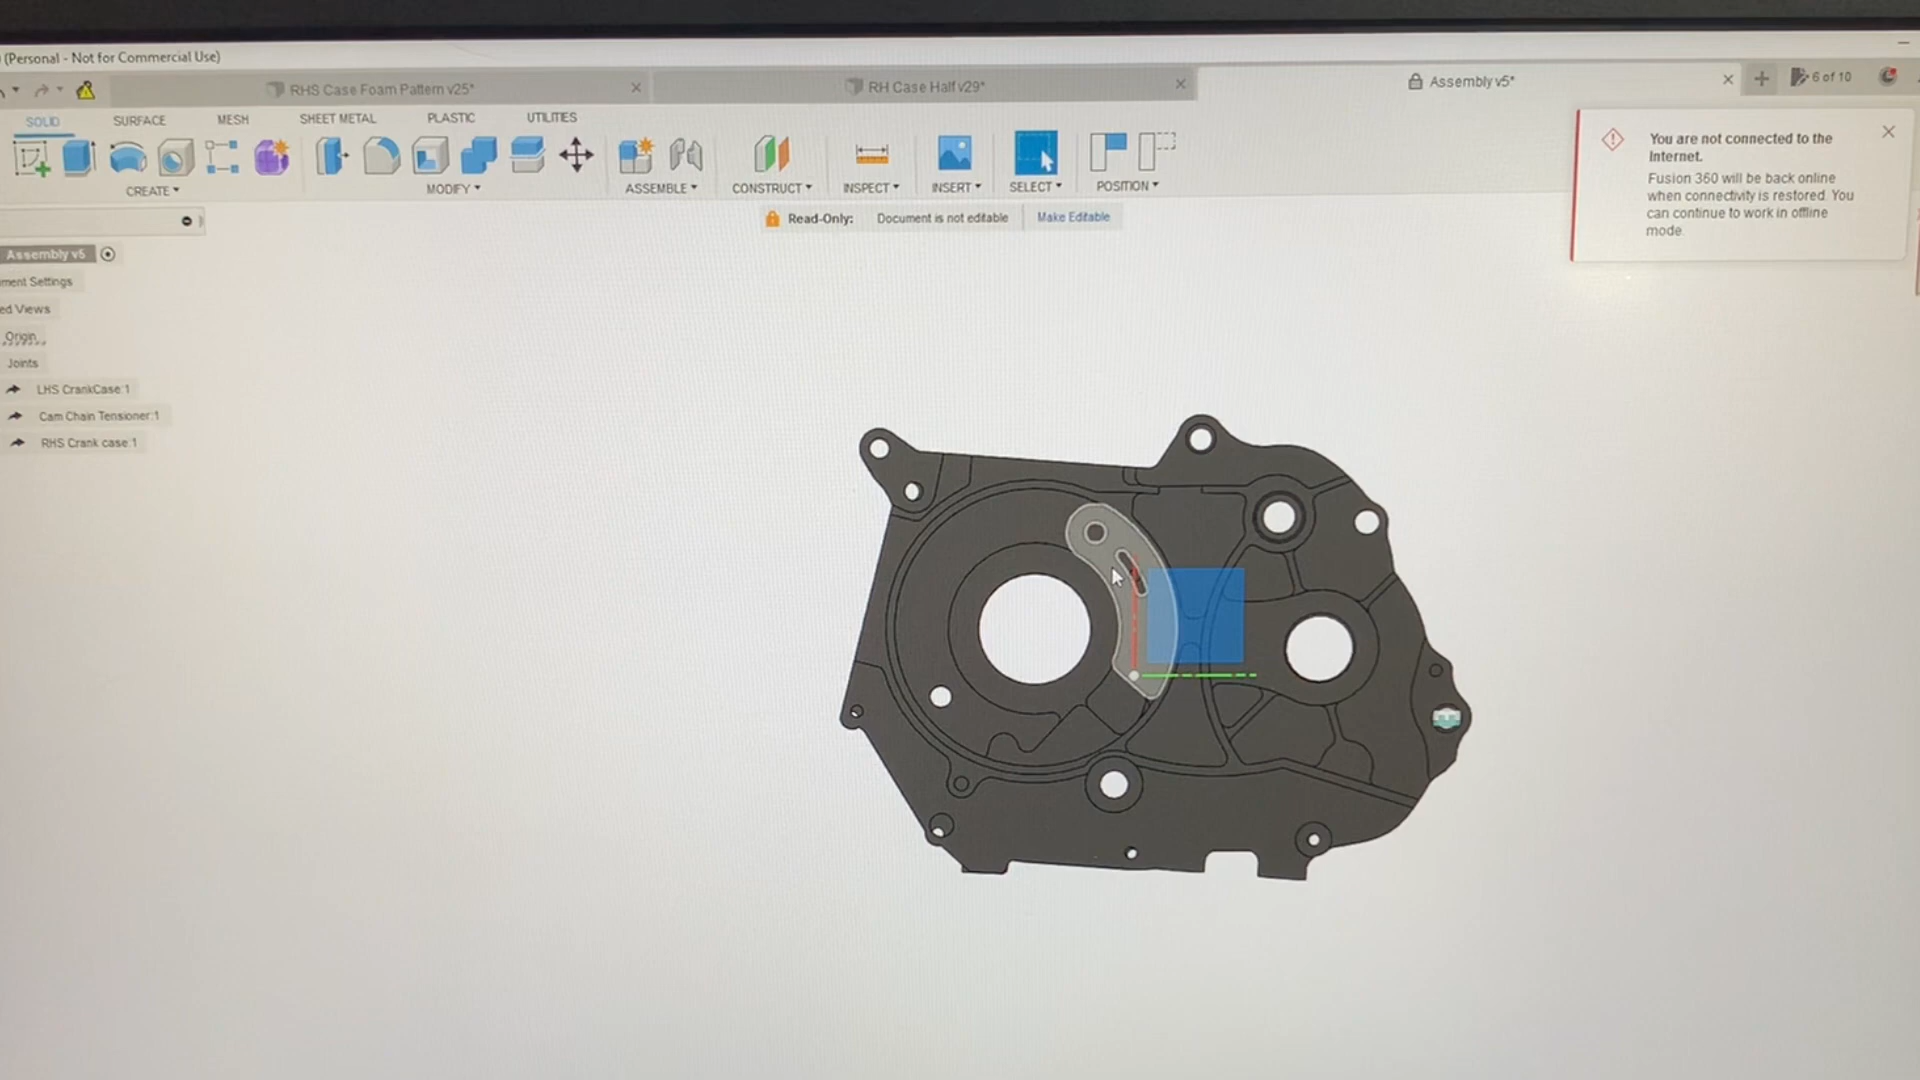 (Personal - Not for Commercial Use)
RHS Case Foam Pattern v25*
RH Case Half v29*
Assembly v5*
6 of 10
SOLID
SURFACE
MESH
SHEET METAL
PLASTIC
UTILITIES
CREATE
MODIFY
ASSEMBLE
CONSTRUCT
INSPECT
INSERT
SELECT
POSITION
You are not connected to the
Internet.
Fusion 360 will be back online
when connectivity is restored. You
can continue to work in offline
mode.
Read-Only: Document is not editable Make Editable
Assembly v5
ment Settings
ed Views
Origin
Joints
LHS CrankCase:1
Cam Chain Tensioner:1
RHS Crank case:1